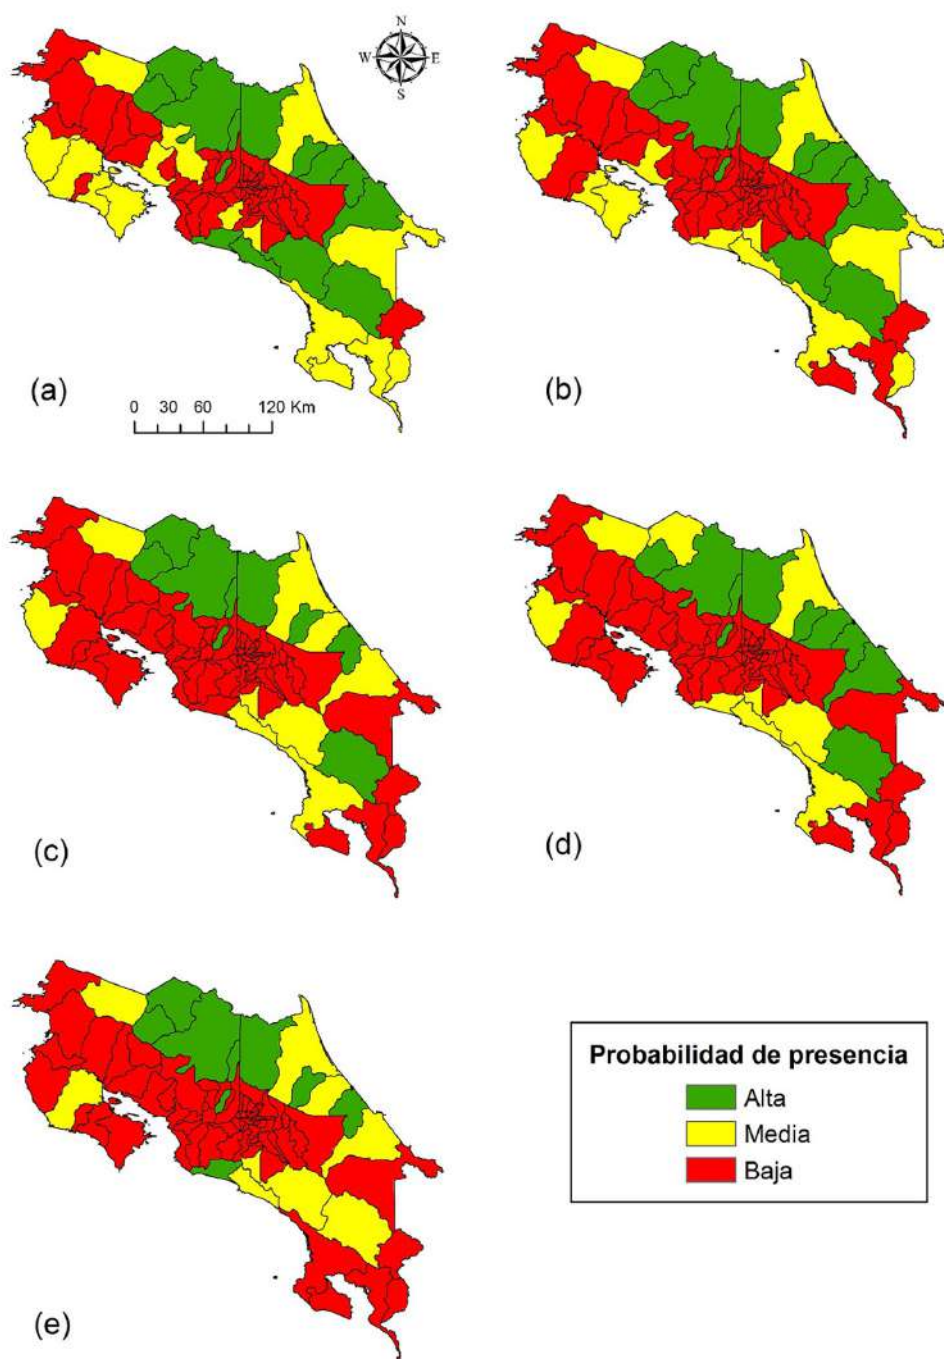 N
W E
S
(a)
(b)
0 30 60 120 Km
(c)
(d)
(e)
Probabilidad de presencia
Alta
Media
Baja